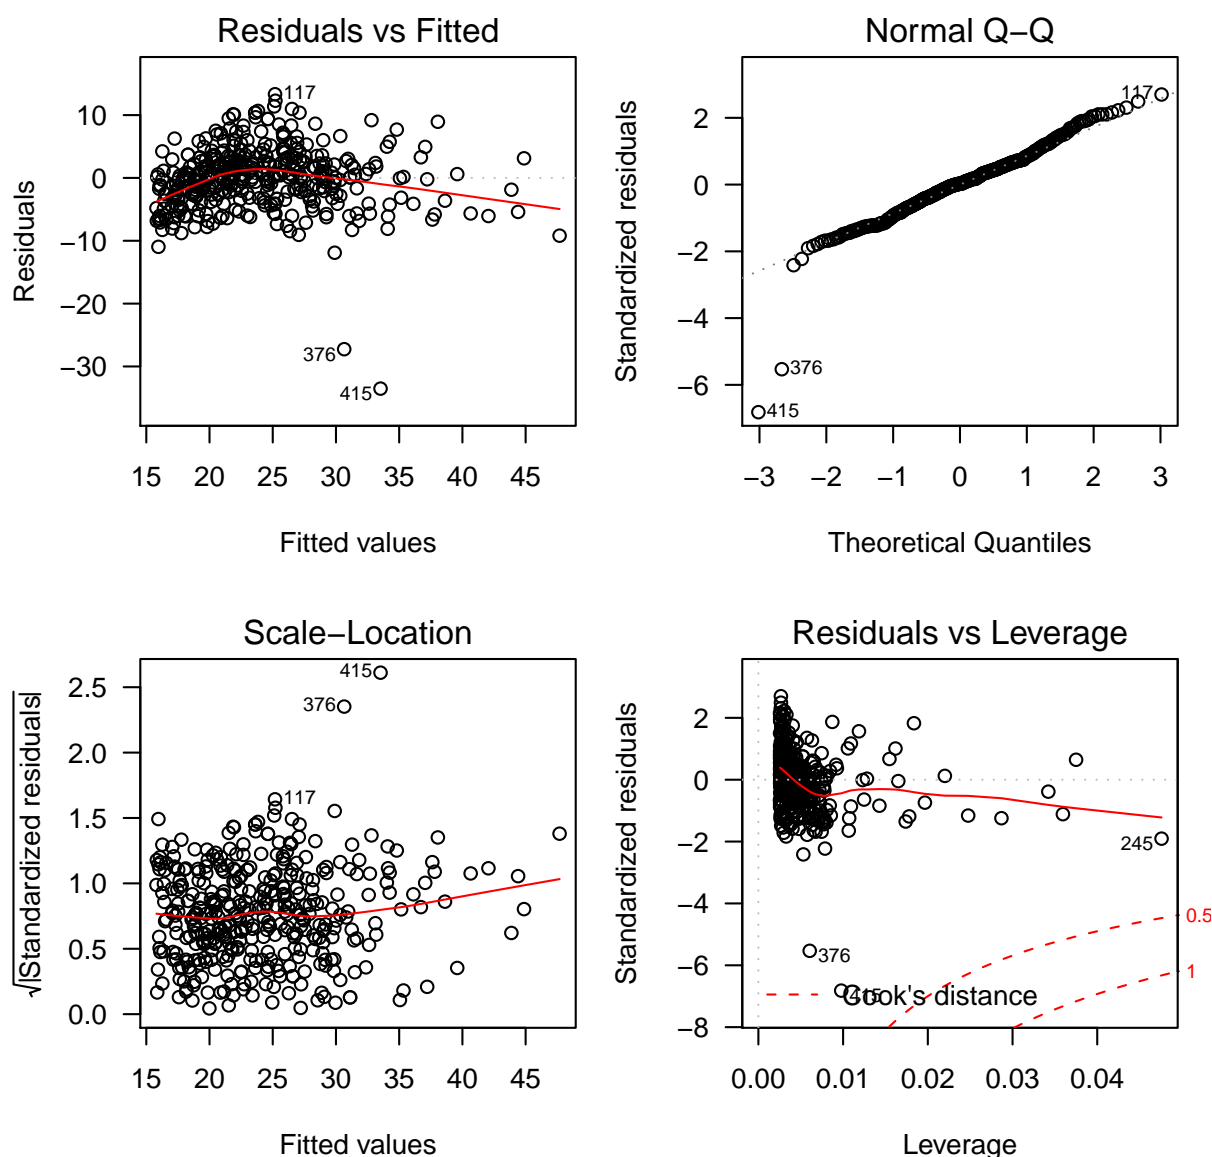 Residuals vs Fitted
Residuals
10
0
−10
−20
−30
117
376
415
15 20 25 30 35 40 45
Fitted values
Normal Q−Q
Standardized residuals
2
0
−2
−4
−6
117
376
415
−3 −2 −1 0 1 2 3
Theoretical Quantiles
Scale−Location
√|Standardized residuals|
2.5
2.0
1.5
1.0
0.5
0.0
415
376
117
15 20 25 30 35 40 45
Fitted values
Residuals vs Leverage
Standardized residuals
2
0
−2
−4
−6
−8
245
376
415
Cook's distance
0.5
1
0.00 0.01 0.02 0.03 0.04
Leverage